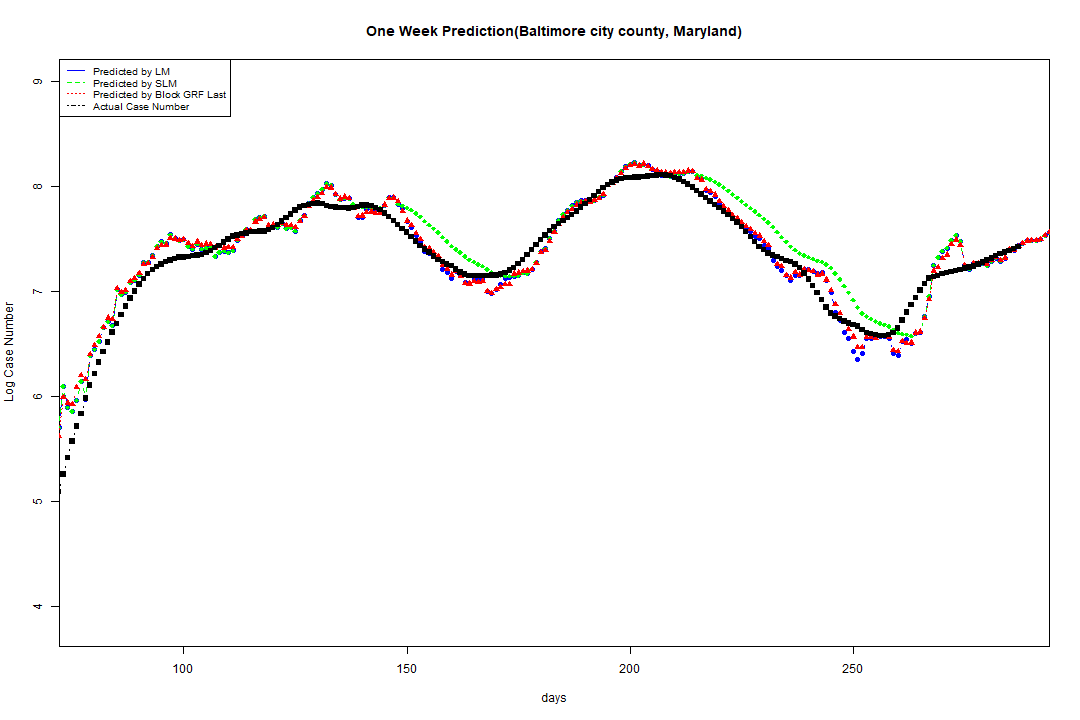 One Week Prediction(Baltimore city county, Maryland)
Predicted by LM
Predicted by SLM
Predicted by Block GRF Last
Actual Case Number
9
8
7
6
5
4
Log Case Number
100 150 200 250
days